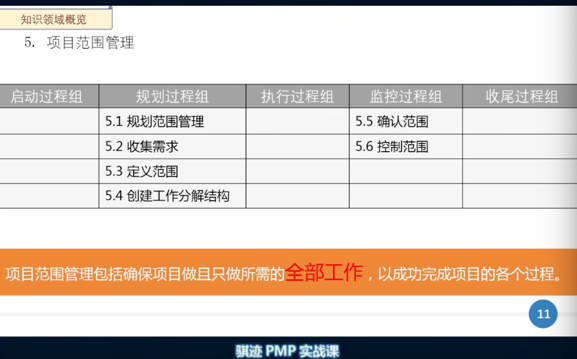 知识领域概览
5. 项目范围管理
启动过程组 规划过程组 执行过程组 监控过程组 收尾过程组
5.1 规划范围管理 5.5 确认范围
5.2 收集需求 5.6 控制范围
5.3 定义范围
5.4 创建工作分解结构
项目范围管理包括确保项目做且只做所需的全部工作，以成功完成项目的各个过程。
11
骐迹 PMP 实战课